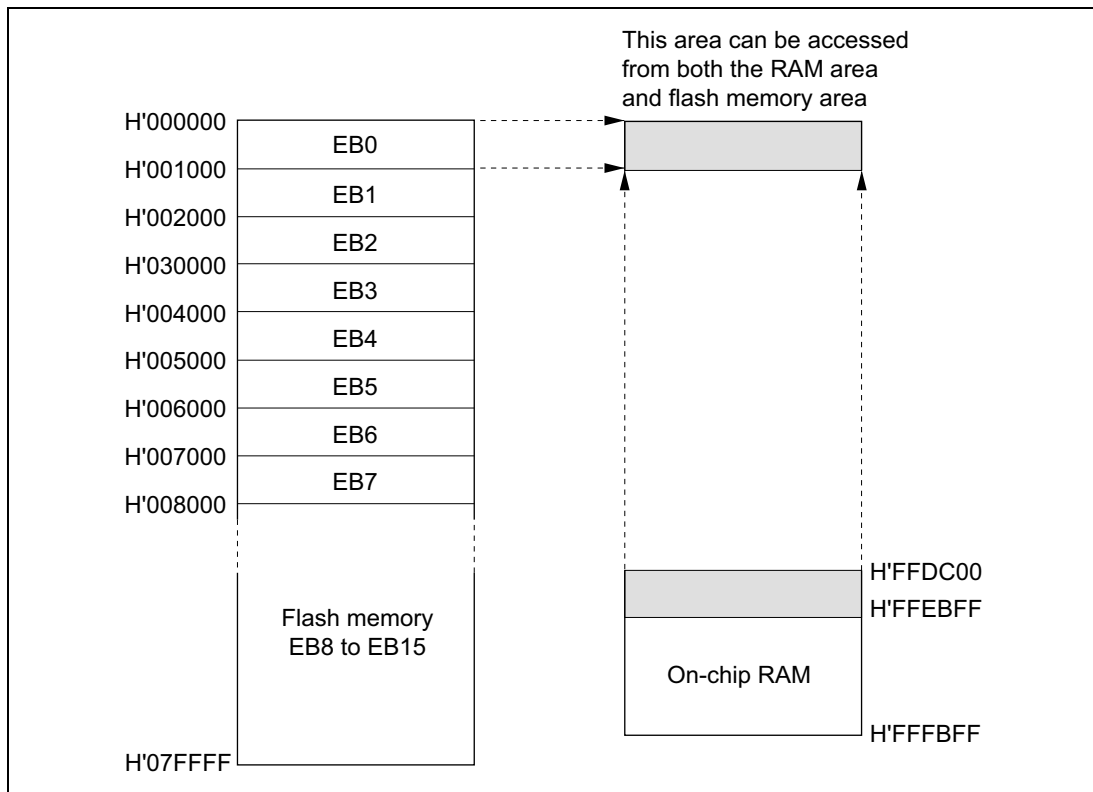 This area can be accessed
from both the RAM area
and flash memory area
H'000000
EB0
H'001000
EB1
H'002000
EB2
H'030000
EB3
H'004000
EB4
H'005000
EB5
H'006000
EB6
H'007000
EB7
H'008000
H'FFDC00
H'FFEBFF
Flash memory
EB8 to EB15
On-chip RAM
H'FFFBFF
H'07FFFF